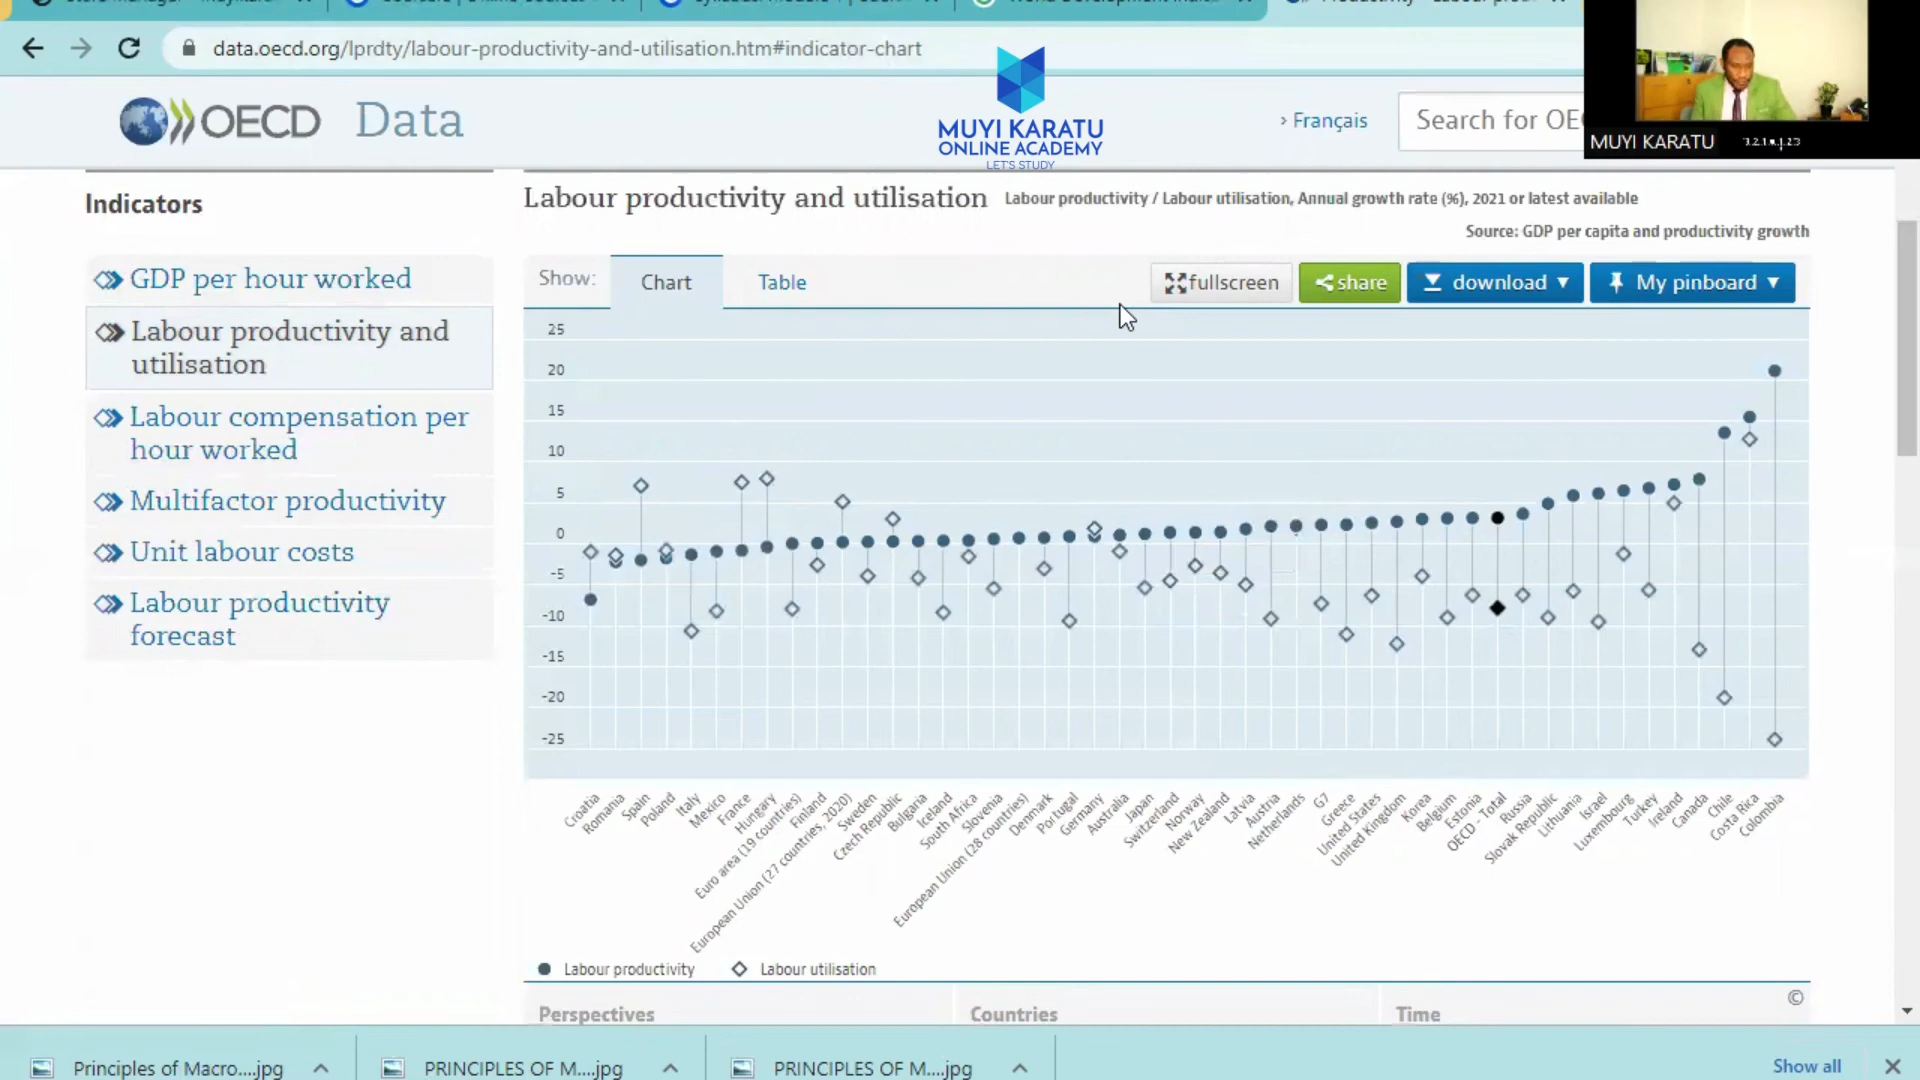 data.oecd.org/lprdty/labour-productivity-and-utilisation.htm#indicator-chart
OECD Data
MUYI KARATU
ONLINE ACADEMY
LET'S STUDY
› Français
Search for OE
MUYI KARATU
Indicators
GDP per hour worked
Labour productivity and
utilisation
Labour compensation per
hour worked
Multifactor productivity
Unit labour costs
Labour productivity
forecast
Labour productivity and utilisation Labour productivity / Labour utilisation, Annual growth rate (%), 2021 or latest available
Source: GDP per capita and productivity growth
Show: Chart Table fullscreen share download My pinboard
25
20
15
10
5
0
-5
-10
-15
-20
-25
Croatia
Romania
Spain
Poland
Italy
Mexico
France
Hungary
Euro area (19 countries)
Finland
European Union (27 countries, 2020)
Sweden
Czech Republic
Bulgaria
Iceland
South Africa
Slovenia
European Union (28 countries)
Denmark
Portugal
Germany
Australia
Japan
Switzerland
Norway
New Zealand
Latvia
Austria
Netherlands
G7
Greece
United States
United Kingdom
Korea
Belgium
Estonia
OECD - Total
Russia
Slovak Republic
Lithuania
Israel
Luxembourg
Turkey
Ireland
Canada
Chile
Costa Rica
Colombia
Labour productivity Labour utilisation
©
Perspectives Countries Time
Principles of Macro....jpg PRINCIPLES OF M....jpg PRINCIPLES OF M....jpg Show all